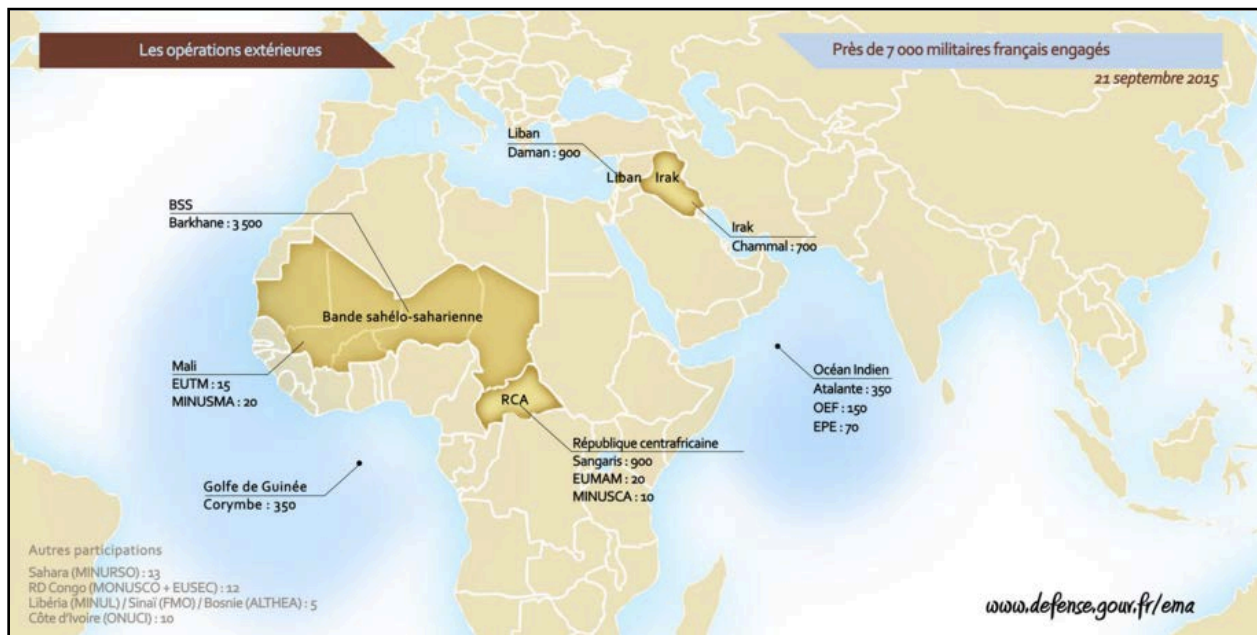 Les opérations extérieures
Près de 7 000 militaires français engagés
21 septembre 2015
Liban
Daman : 900
Liban
Irak
BSS
Barkhane : 3 500
Irak
Chammal : 700
Bande sahélo-saharienne
Mali
EUTM : 15
MINUSMA : 20
Océan Indien
Atalante : 350
OEF : 150
EPE : 70
RCA
République centrafricaine
Sangaris : 900
EUMAM : 20
MINUSCA : 10
Golfe de Guinée
Corymbe : 350
Autres participations
Sahara (MINURSO) : 13
RD Congo (MONUSCO + EUSEC) : 12
Libéria (MINUL) / Sinaï (FMO) / Bosnie (ALTHEA) : 5
Côte d'Ivoire (ONUCI) : 10
www.defense.gouv.fr/ema